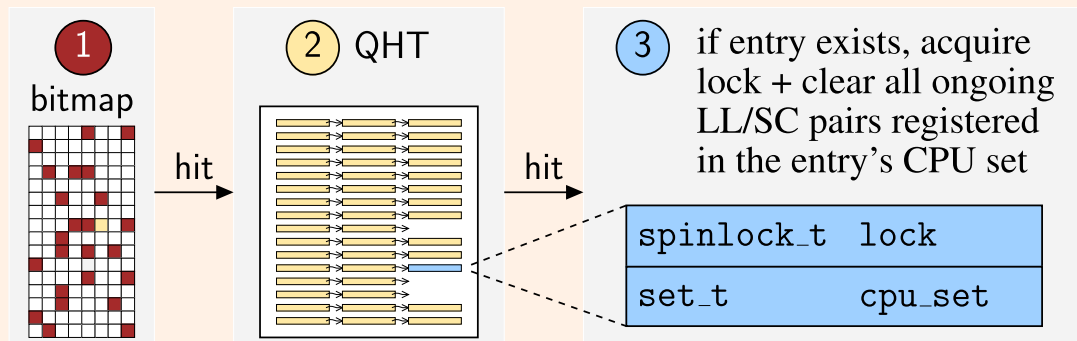 1
bitmap
hit
2 QHT
hit
3 if entry exists, acquire
lock + clear all ongoing
LL/SC pairs registered
in the entry’s CPU set
spinlock_t lock
set_t cpu_set